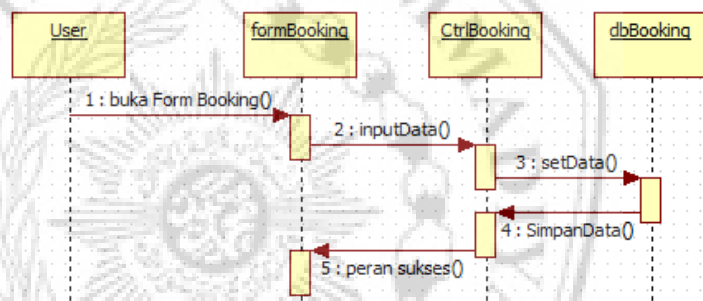 User
formBooking
CtrlBooking
dbBooking
1 : buka Form Booking()
2 : inputData()
3 : setData()
4 : SimpanData()
5 : peran sukses()